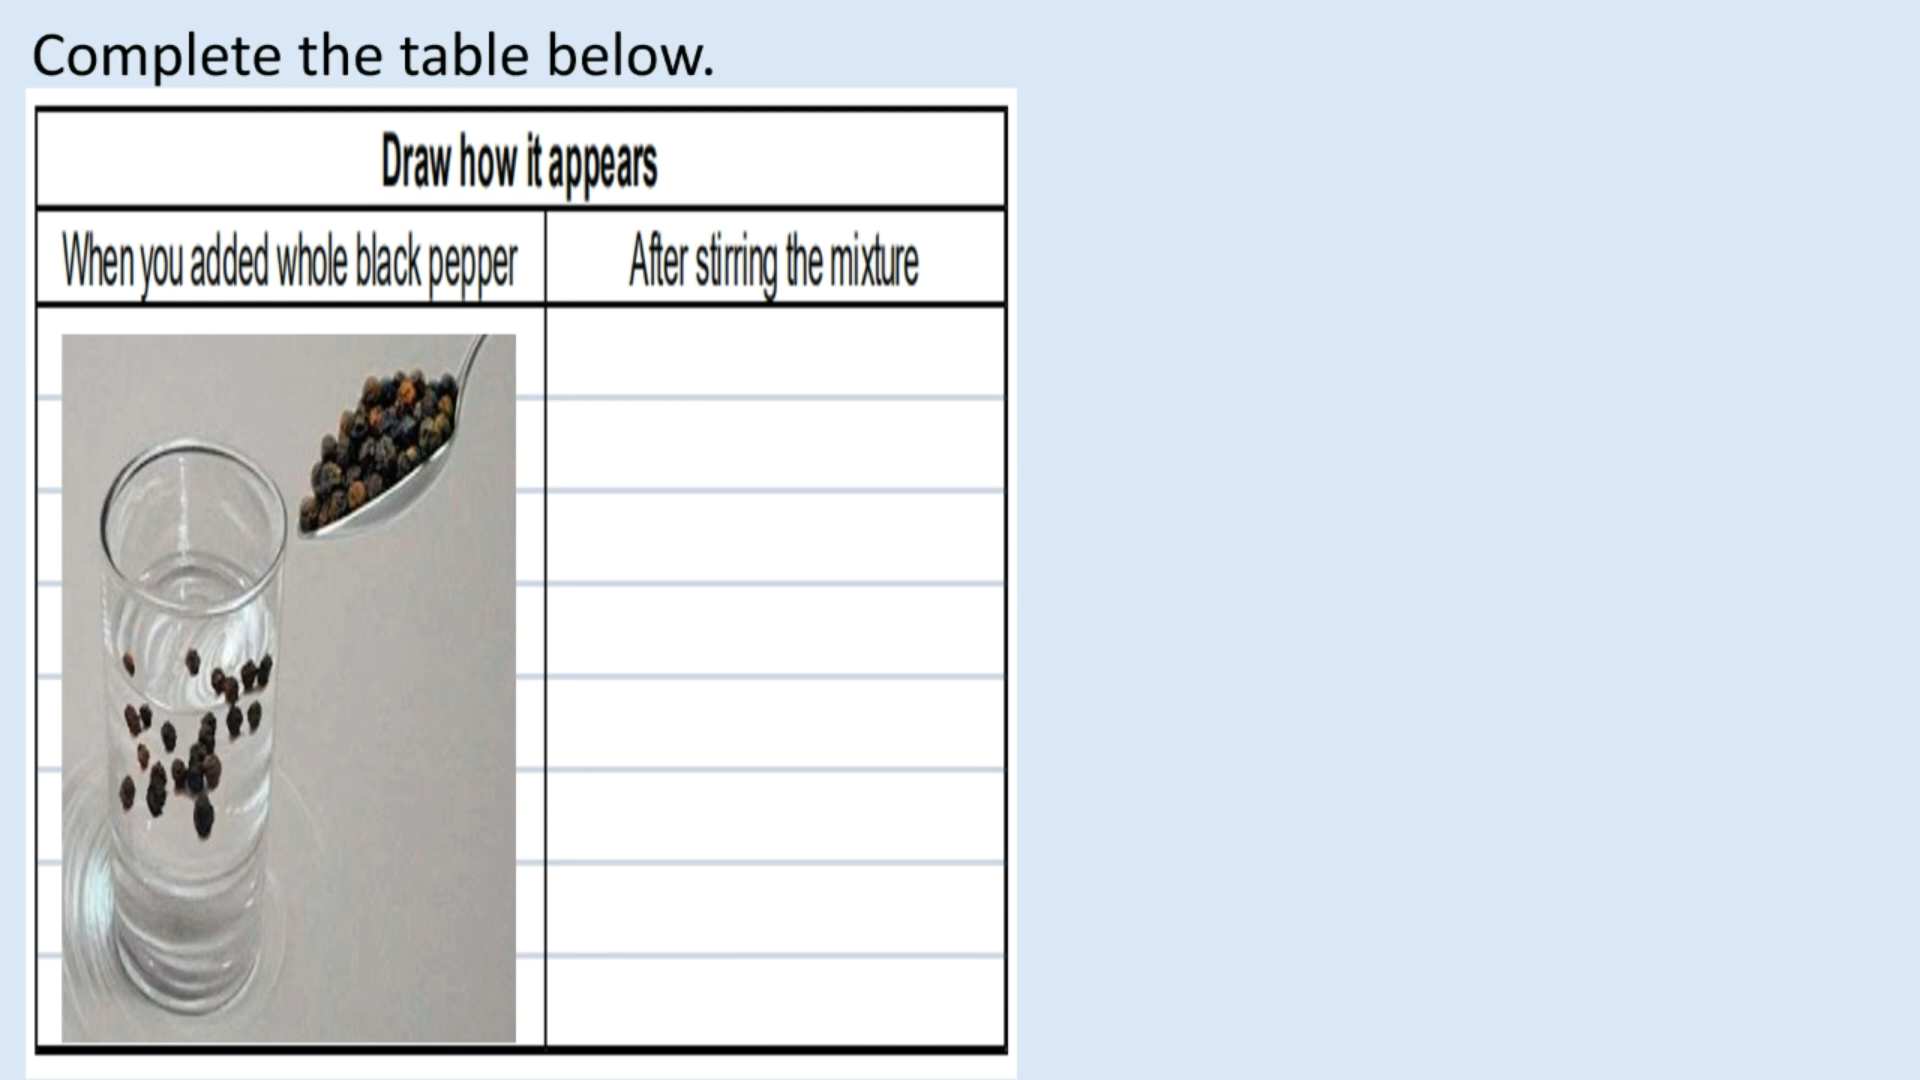 Complete the table below.
Draw how it appears
When you added whole black pepper
After stirring the mixture